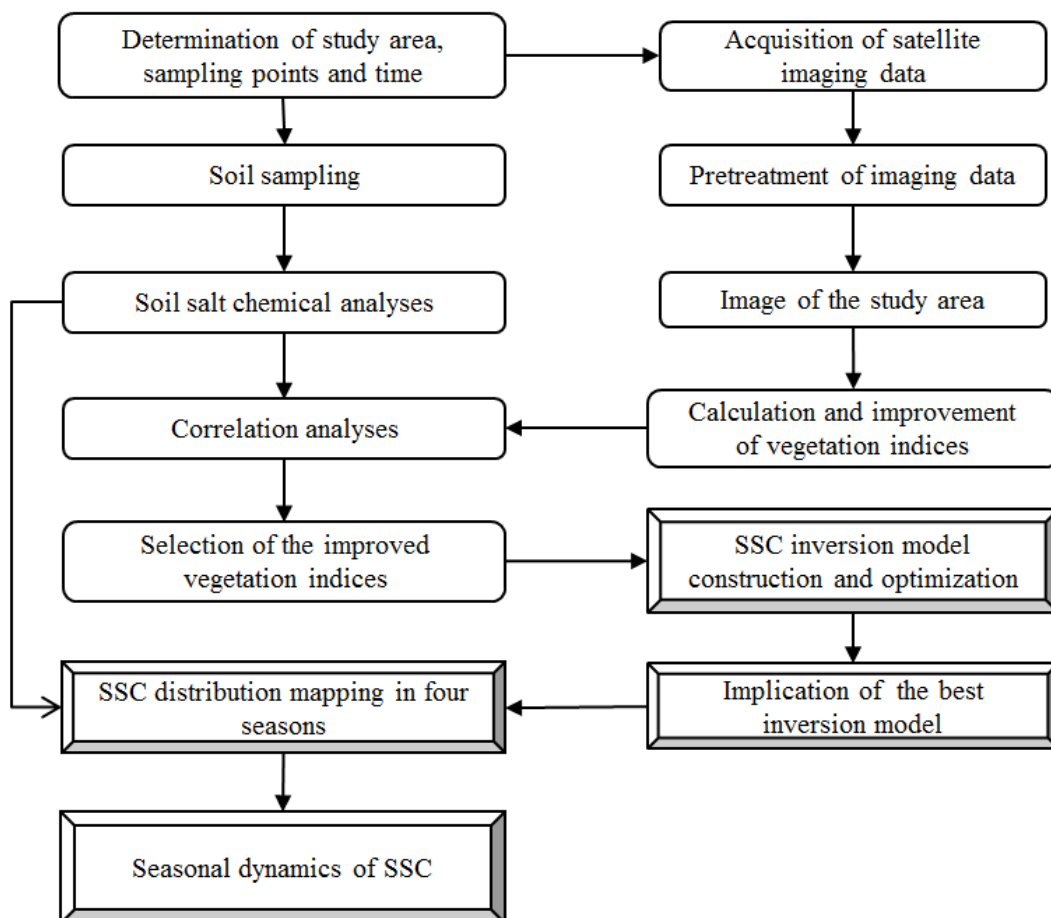 Determination of study area,
sampling points and time
Acquisition of satellite
imaging data
Soil sampling
Pretreatment of imaging data
Soil salt chemical analyses
Image of the study area
Correlation analyses
Calculation and improvement
of vegetation indices
Selection of the improved
vegetation indices
SSC inversion model
construction and optimization
SSC distribution mapping in four
seasons
Implication of the best
inversion model
Seasonal dynamics of SSC